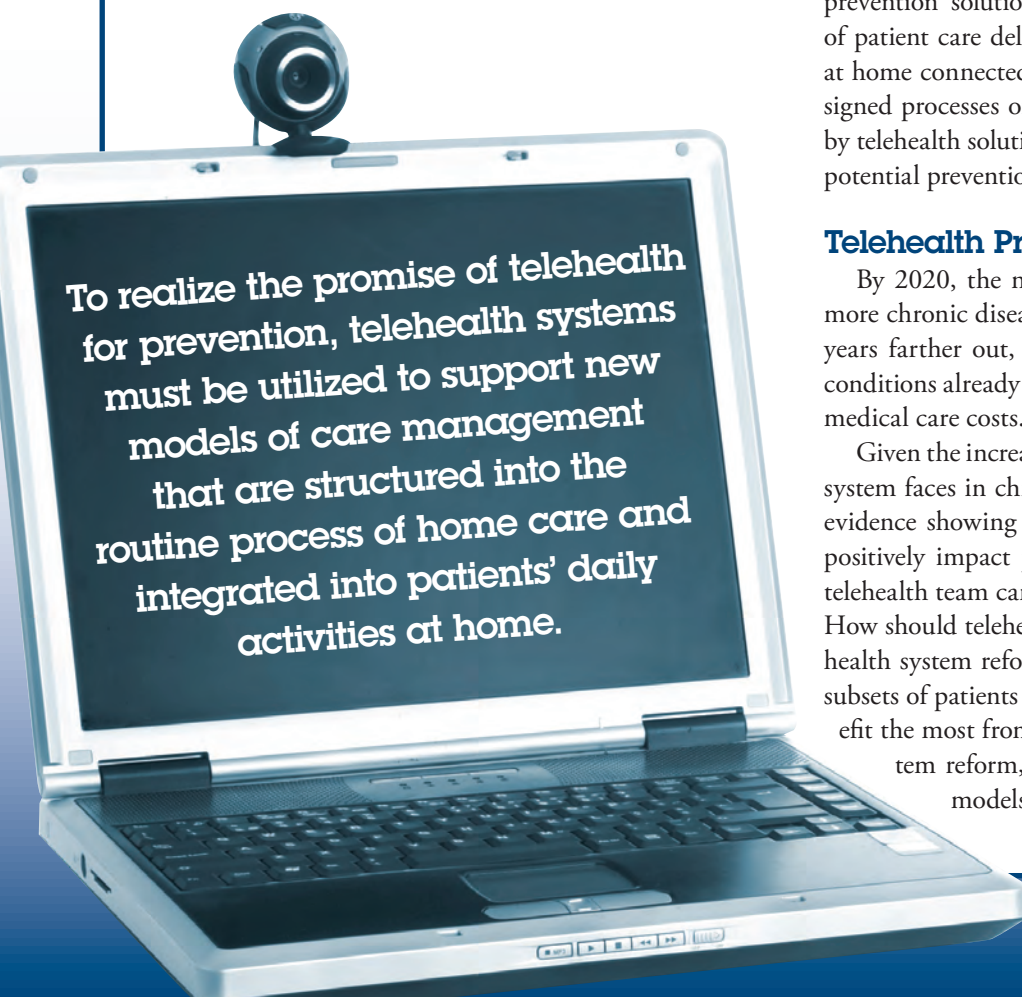 To realize the promise of telehealth
for prevention, telehealth systems
must be utilized to support new
models of care management
that are structured into the
routine process of home care and
integrated into patients' daily
activities at home.
prevention solutio
of patient care del
at home connected
signed processes o
by telehealth soluti
potential preventio
Telehealth Pr
By 2020, the n
more chronic disea
years farther out,
conditions already
medical care costs.
Given the increa
system faces in ch
evidence showing
positively impact
telehealth team car
How should telehe
health system refo
subsets of patients
efit the most fron
tem reform,
models